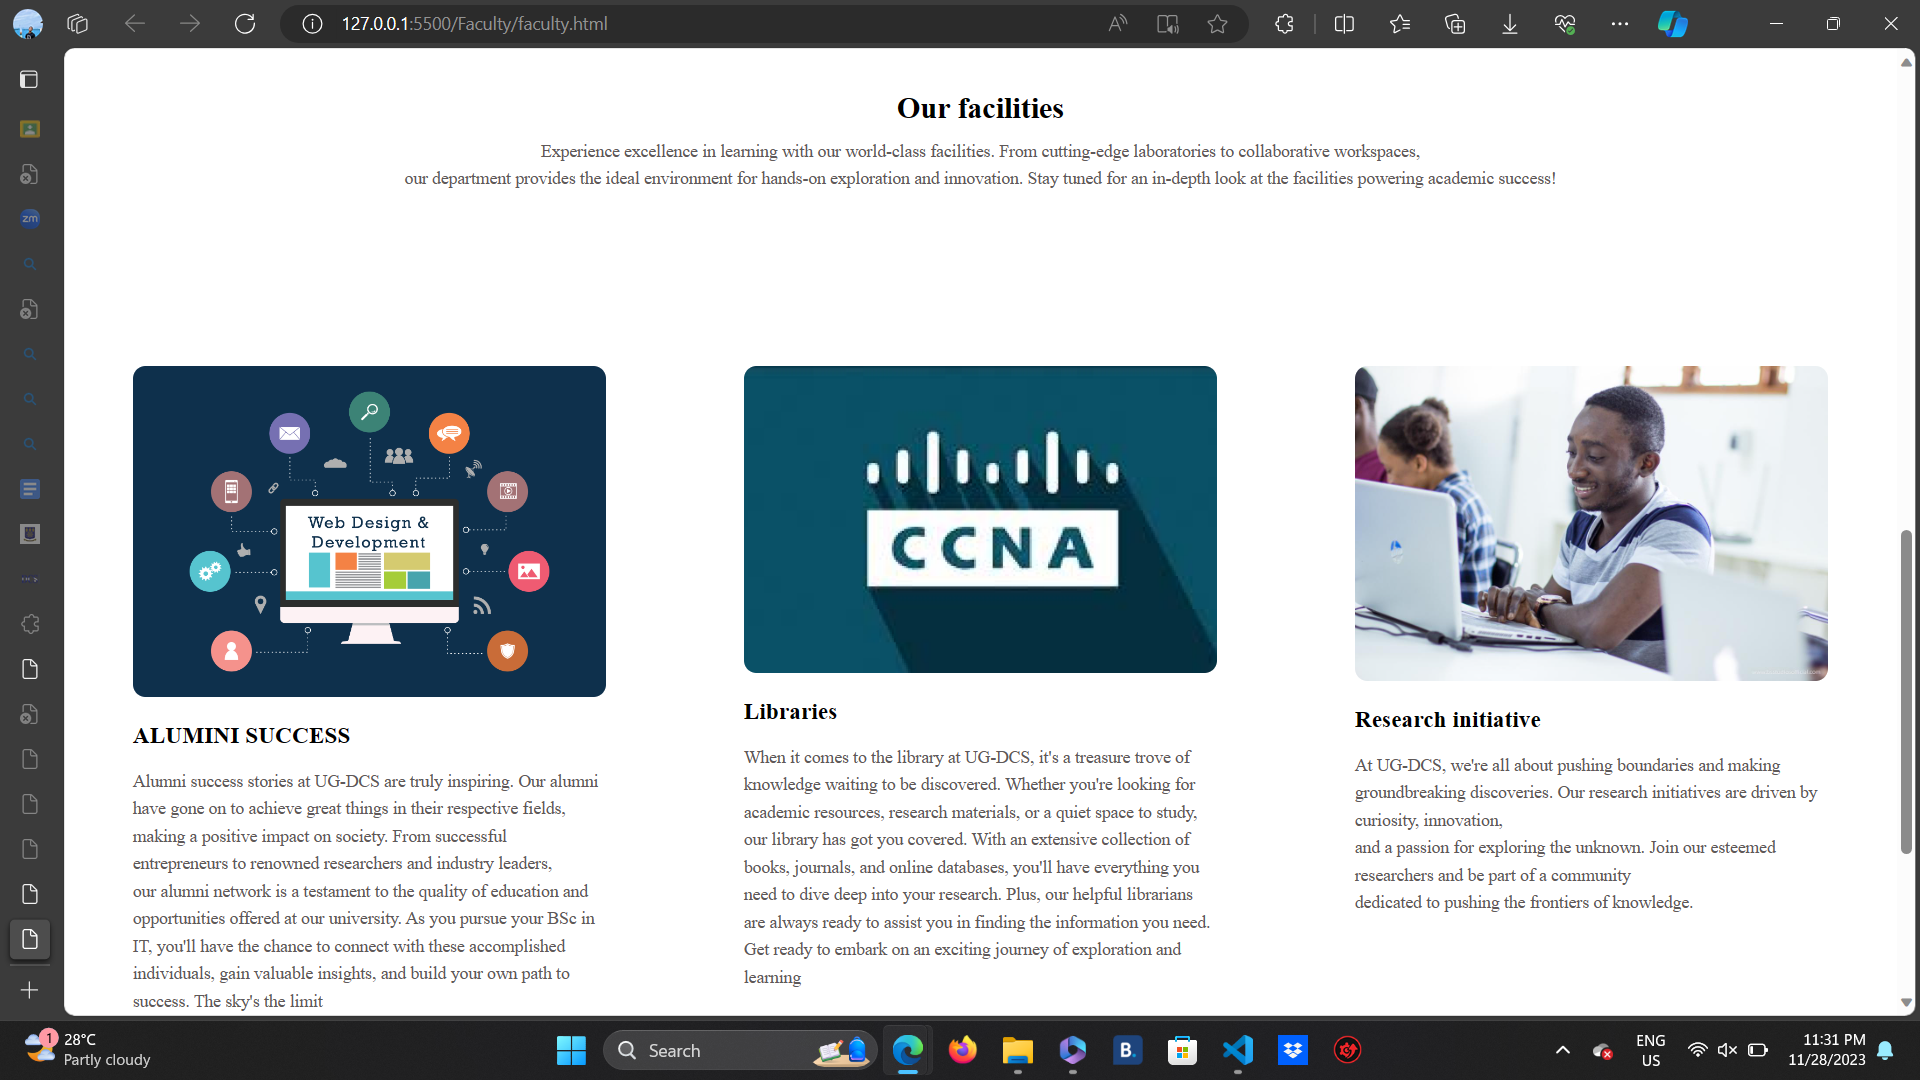 127.0.0.1:5500/Faculty/faculty.html
zm
Our facilities
Experience excellence in learning with our world-class facilities. From cutting-edge laboratories to collaborative workspaces,
our department provides the ideal environment for hands-on exploration and innovation. Stay tuned for an in-depth look at the facilities powering academic success!
Web Design &
Development
ALUMINI SUCCESS
Alumni success stories at UG-DCS are truly inspiring. Our alumni
have gone on to achieve great things in their respective fields,
making a positive impact on society. From successful
entrepreneurs to renowned researchers and industry leaders,
our alumni network is a testament to the quality of education and
opportunities offered at our university. As you pursue your BSc in
IT, you'll have the chance to connect with these accomplished
individuals, gain valuable insights, and build your own path to
success. The sky's the limit
CCNA
Libraries
When it comes to the library at UG-DCS, it's a treasure trove of
knowledge waiting to be discovered. Whether you're looking for
academic resources, research materials, or a quiet space to study,
our library has got you covered. With an extensive collection of
books, journals, and online databases, you'll have everything you
need to dive deep into your research. Plus, our helpful librarians
are always ready to assist you in finding the information you need.
Get ready to embark on an exciting journey of exploration and
learning
Research initiative
At UG-DCS, we're all about pushing boundaries and making
groundbreaking discoveries. Our research initiatives are driven by
curiosity, innovation,
and a passion for exploring the unknown. Join our esteemed
researchers and be part of a community
dedicated to pushing the frontiers of knowledge.
1
28°C
Partly cloudy
Search
B.
ENG
US
11:31 PM
11/28/2023